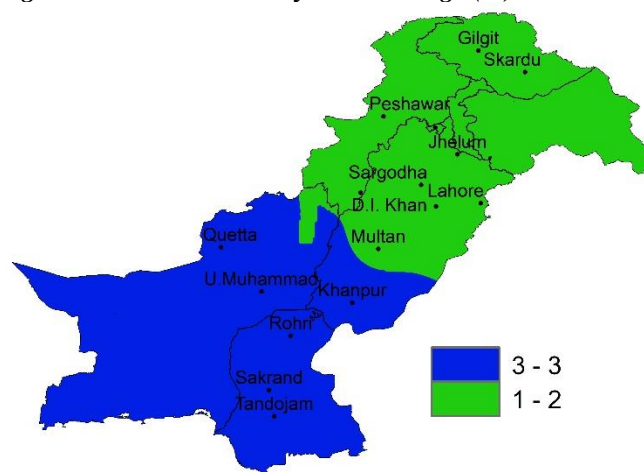 Gilgit
Skardu
Peshawar
Jhelum
Sargodha
Lahore
D.I. Khan
Multan
Quetta
U.Muhammad
Khanpur
Rohri
Sakrand
Tandojam
3 - 3
1 - 2